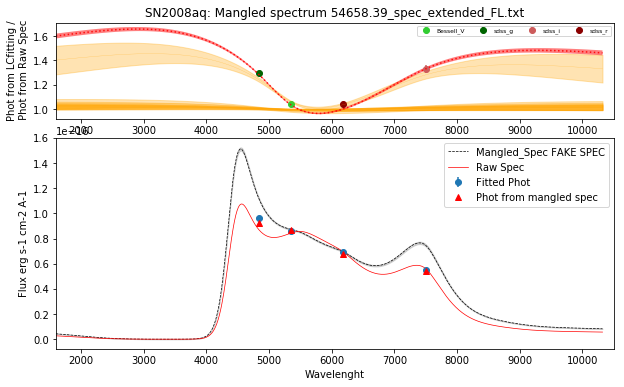 SN2008aq: Mangled spectrum 54658.39_spec_extended_FL.txt
Phot from LCfitting /
Phot from Raw Spec
1.6
1.4
1.2
1.0
Bessell_V
sdss_g
sdss_i
sdss_r
2000 3000 4000 5000 6000 7000 8000 9000 10000
Flux erg s-1 cm-2 A-1
1.6
1.4
1.2
1.0
0.8
0.6
0.4
0.2
0.0
Mangled_Spec FAKE SPEC
Raw Spec
Fitted Phot
Phot from mangled spec
2000 3000 4000 5000 6000 7000 8000 9000 10000
Wavelenght